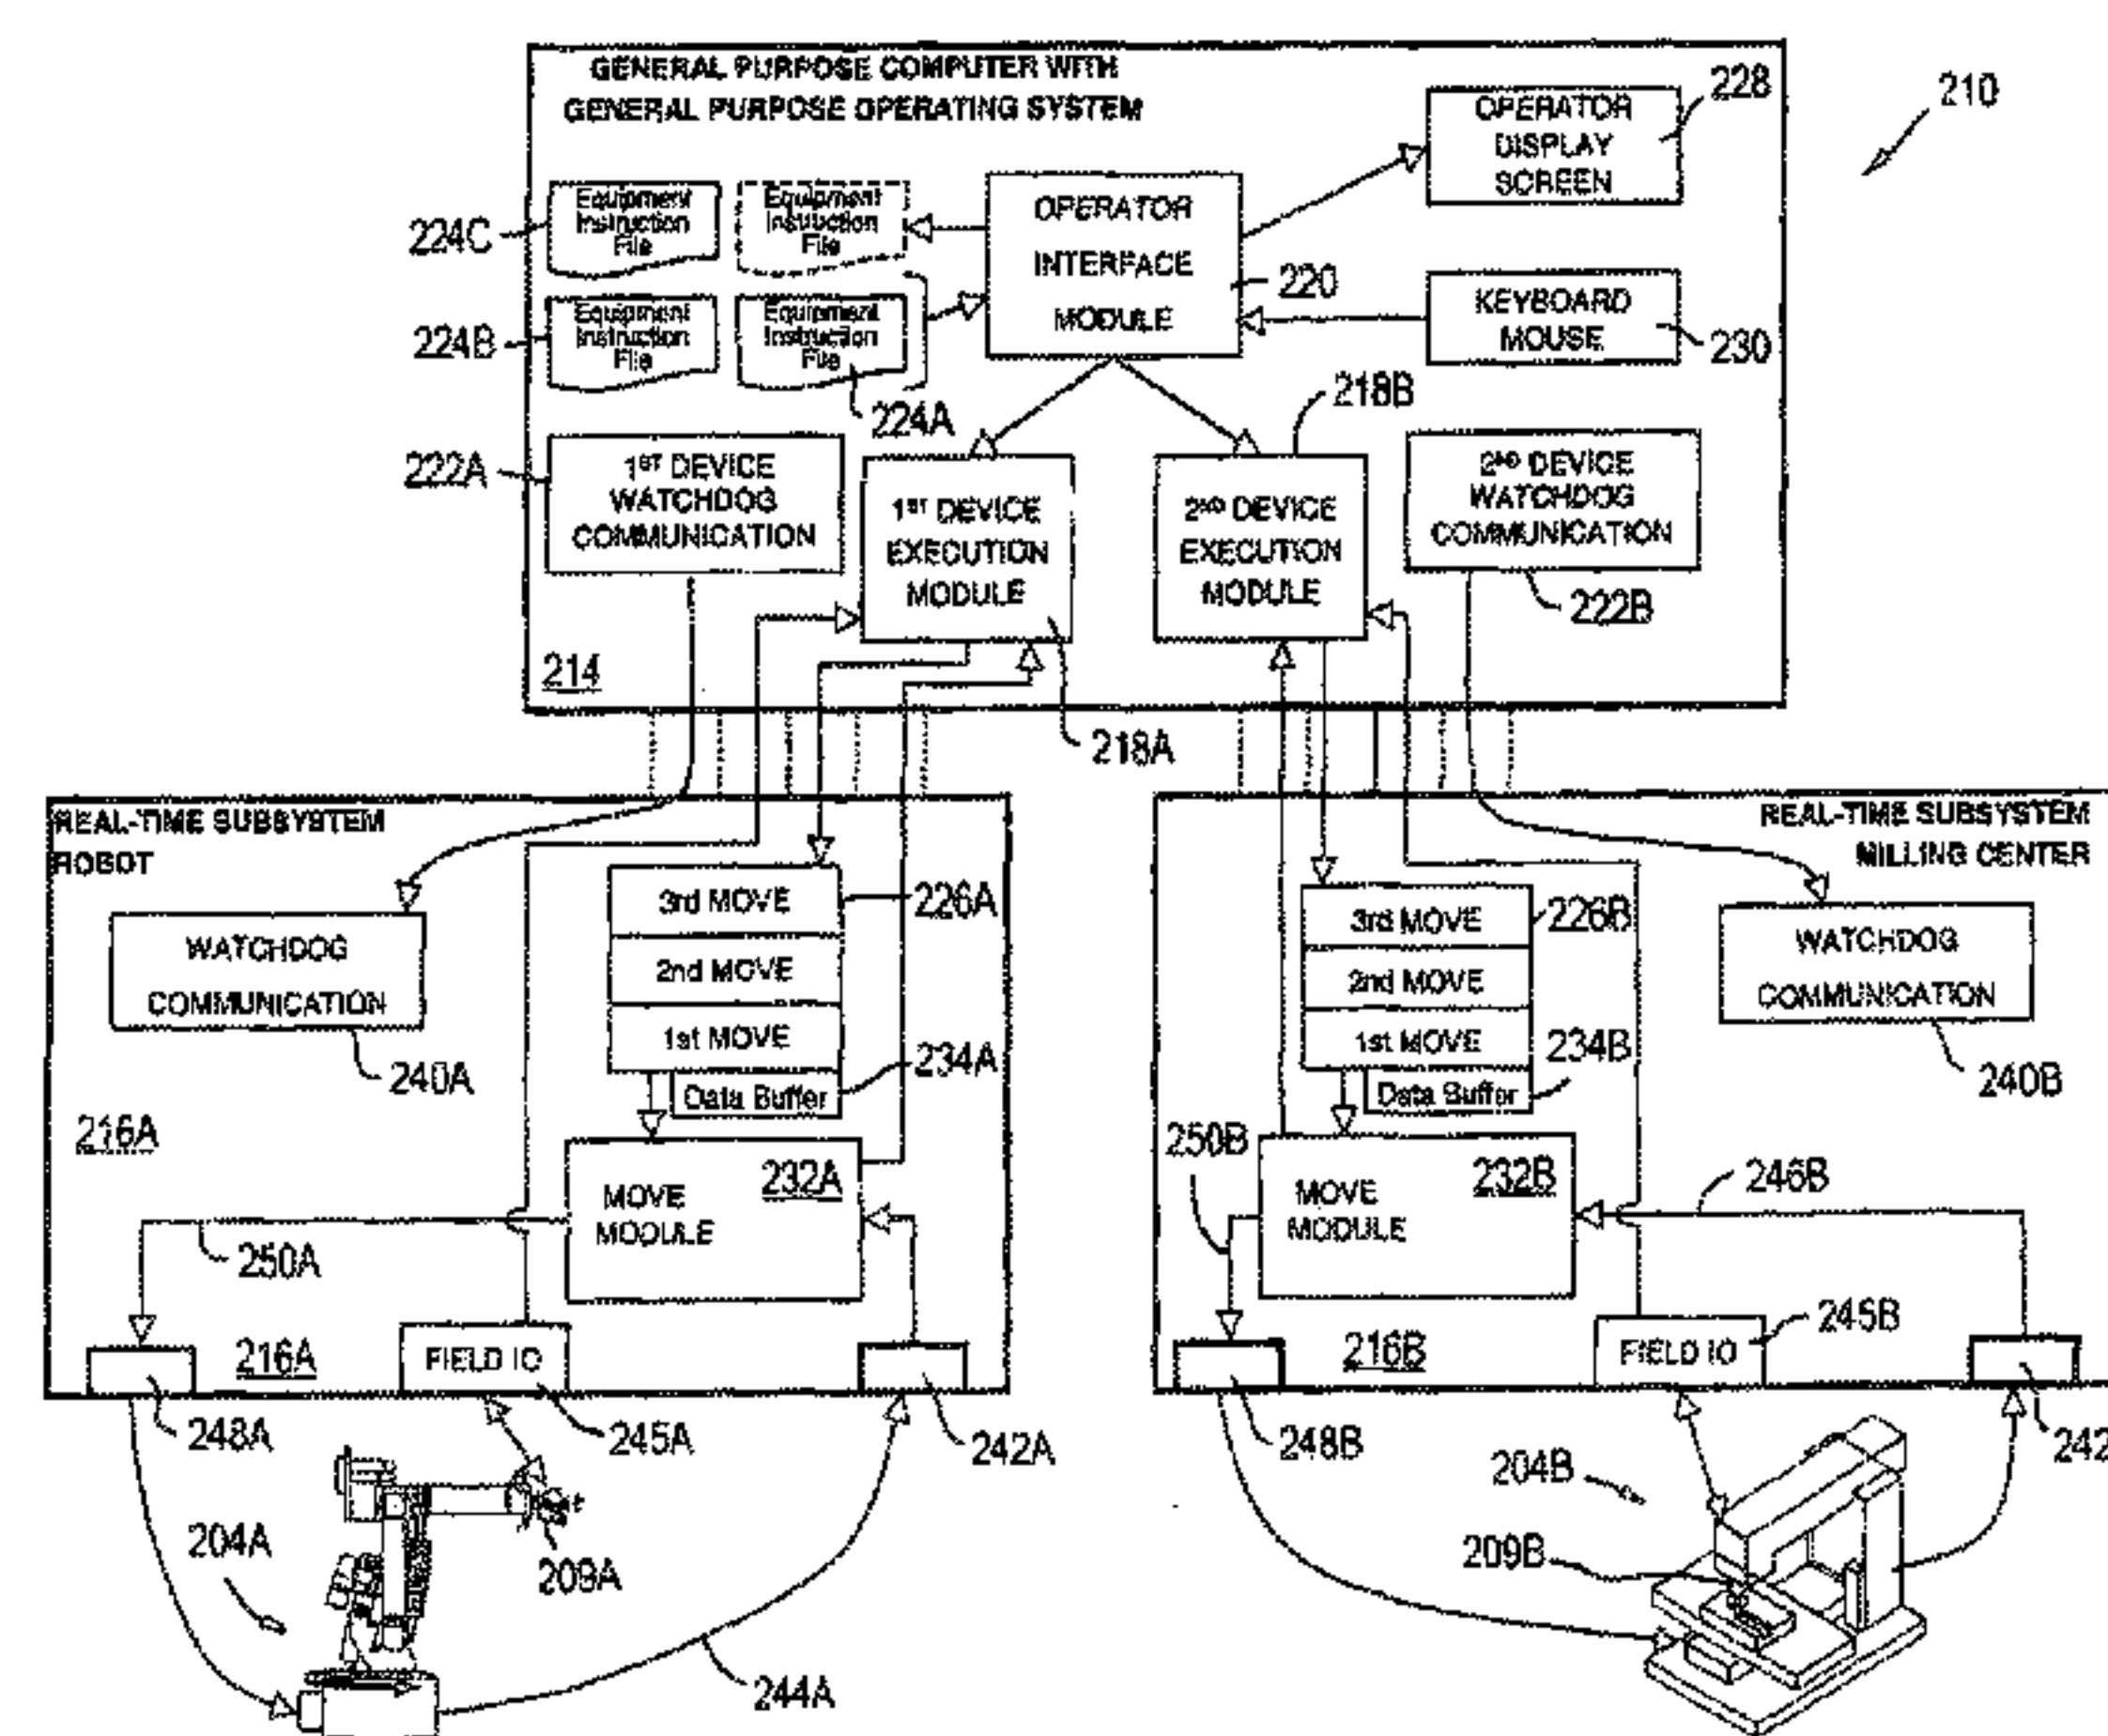 GENERAL PURPOSE COMPUTER WITH
GENERAL PURPOSE OPERATING SYSTEM
OPERATOR
DISPLAY
SCREEN
228
210
224C
Equipment
Instruction
File
Equipment
Instruction
File
OPERATOR
INTERFACE
MODULE
220
KEYBOARD
MOUSE
230
224B
Equipment
Instruction
File
Equipment
Instruction
File
224A
218B
222A
1ST DEVICE
WATCHDOG
COMMUNICATION
1ST DEVICE
EXECUTION
MODULE
2ND DEVICE
EXECUTION
MODULE
2ND DEVICE
WATCHDOG
COMMUNICATION
222B
214
218A
REAL-TIME SUBSYSTEM
ROBOT
3rd MOVE
2nd MOVE
1st MOVE
Data Buffer
226A
234A
WATCHDOG
COMMUNICATION
240A
216A
MOVE
MODULE
232A
250A
216A
FIELD IO
248A
245A
242A
204A
209A
244A
REAL-TIME SUBSYSTEM
MILLING CENTER
3rd MOVE
2nd MOVE
1st MOVE
Data Buffer
226B
234B
WATCHDOG
COMMUNICATION
240B
250B
MOVE
MODULE
232B
246B
245B
216B
FIELD IO
248B
242
204B
209B